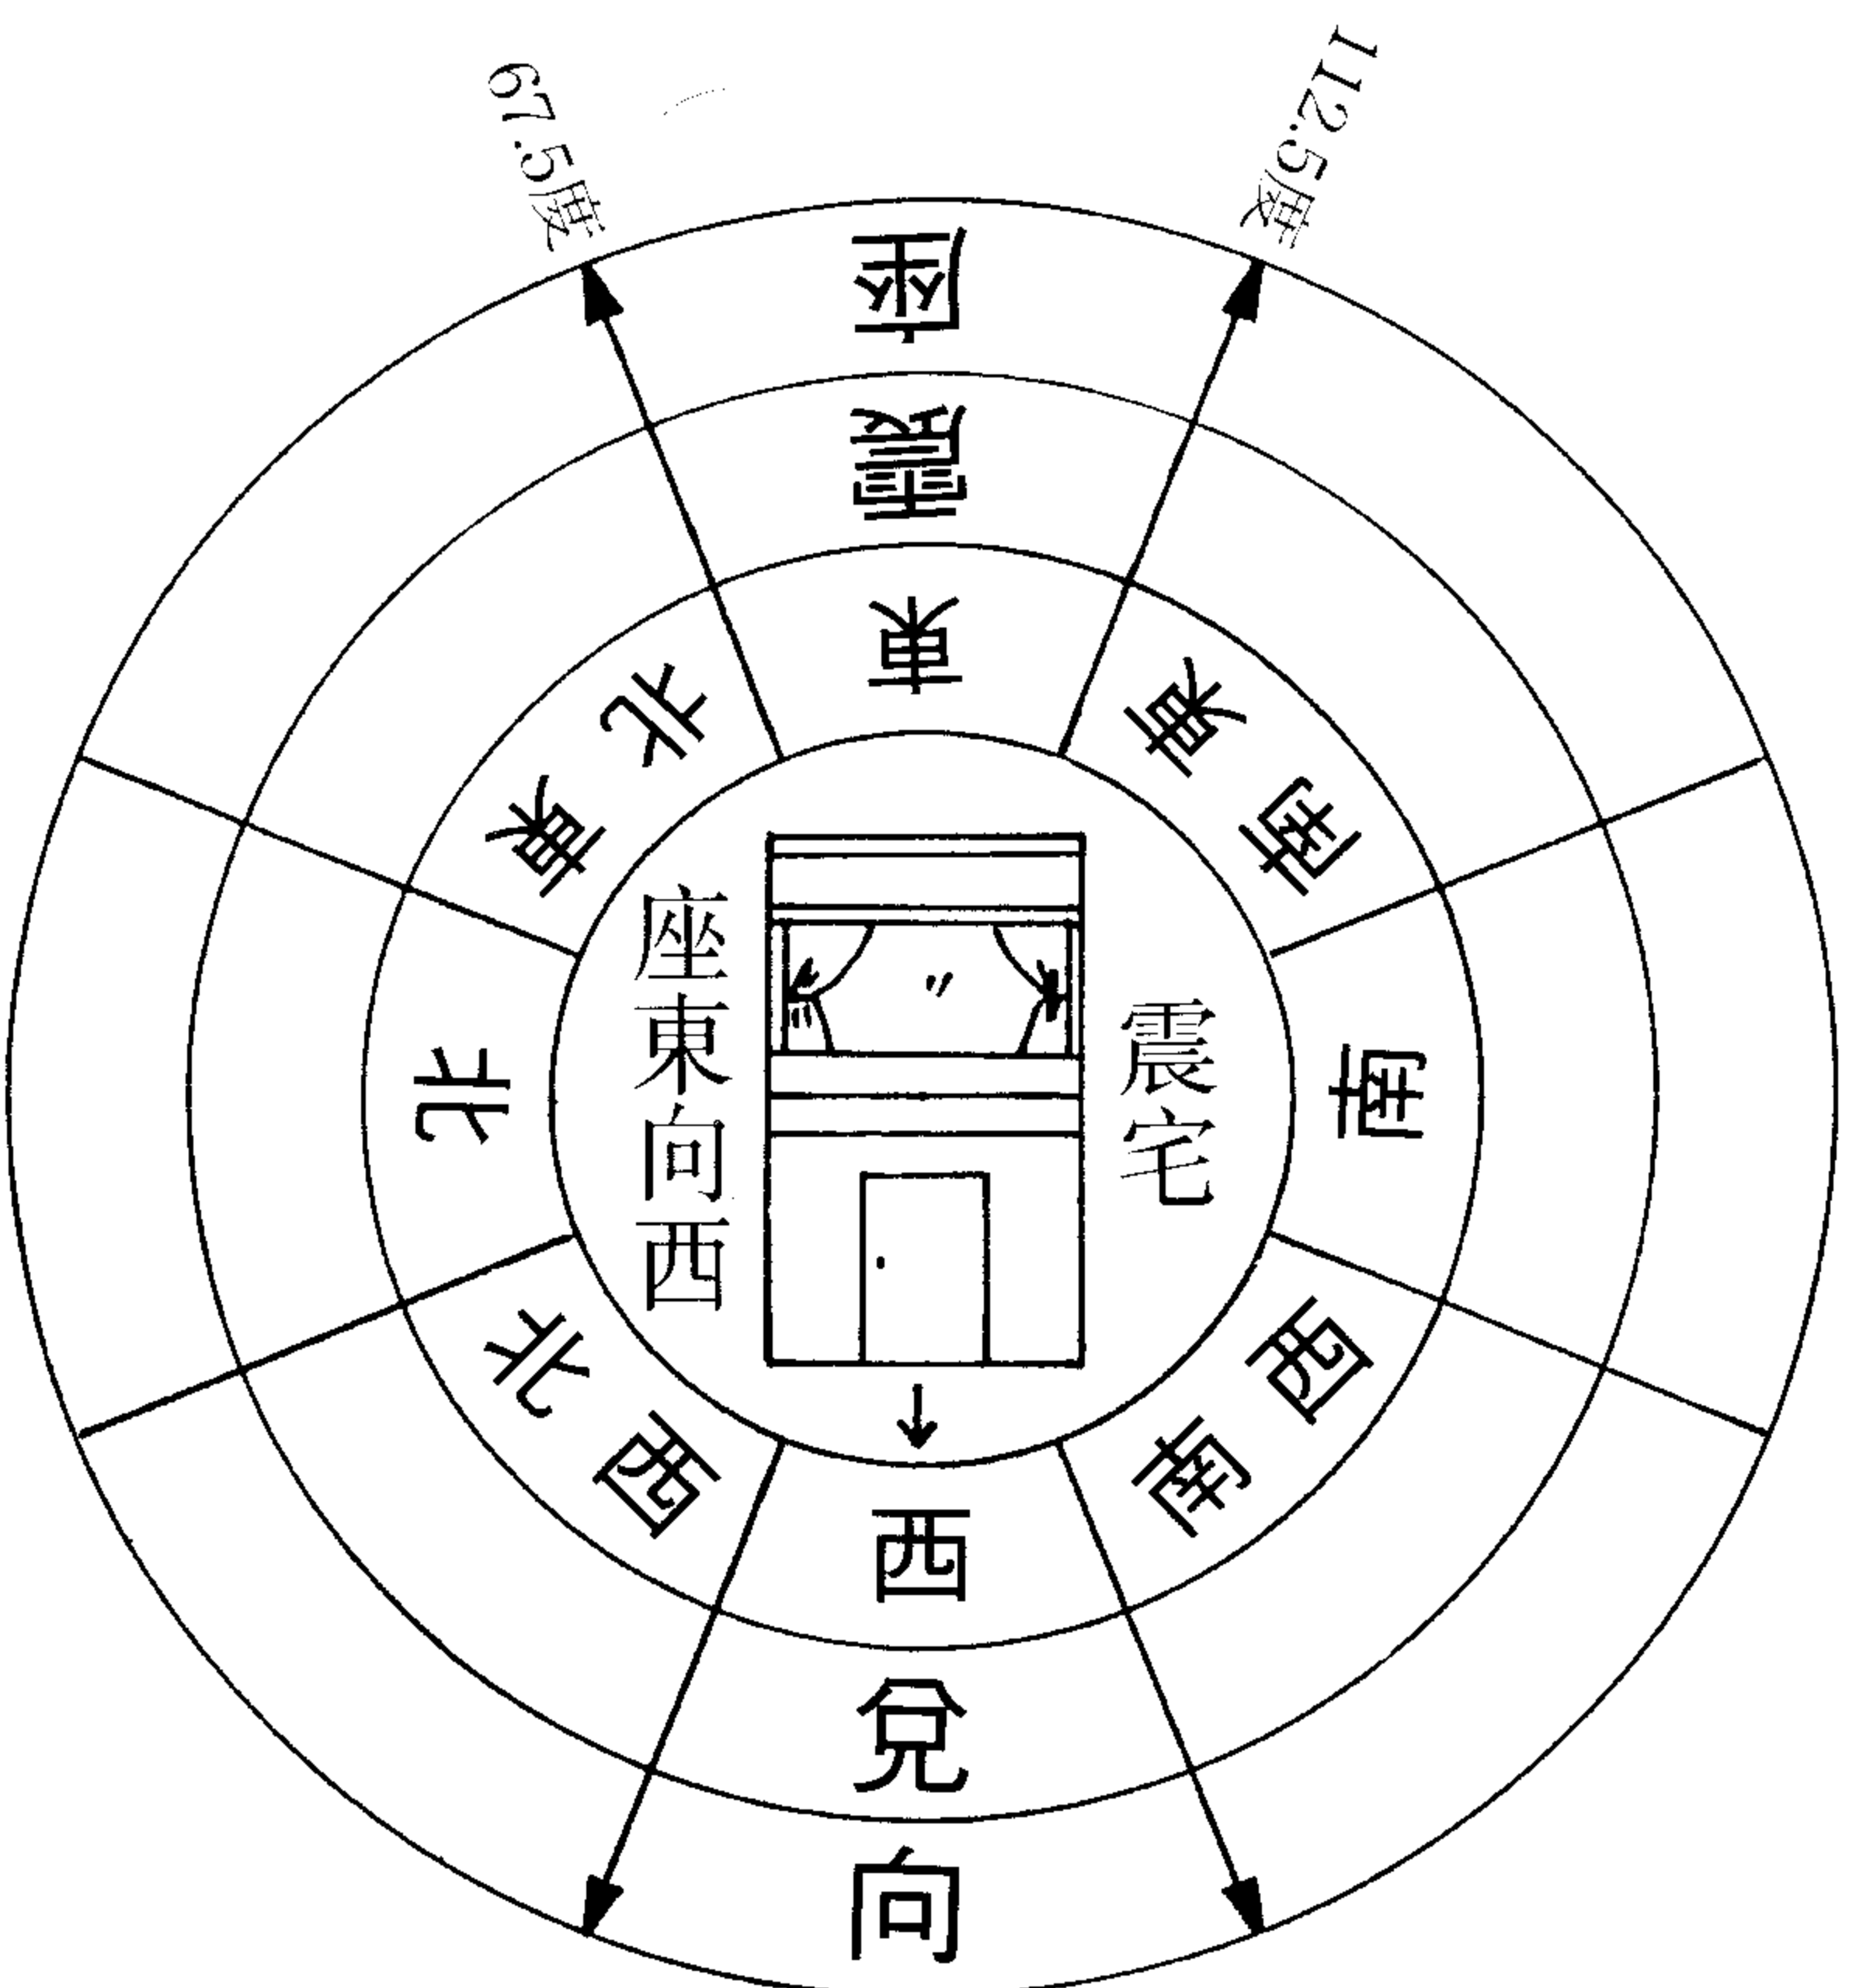 67.5度
112.5度
座
震
東
東北
東南
座東向西
震宅
北
南
西北
西南
西
兌
向